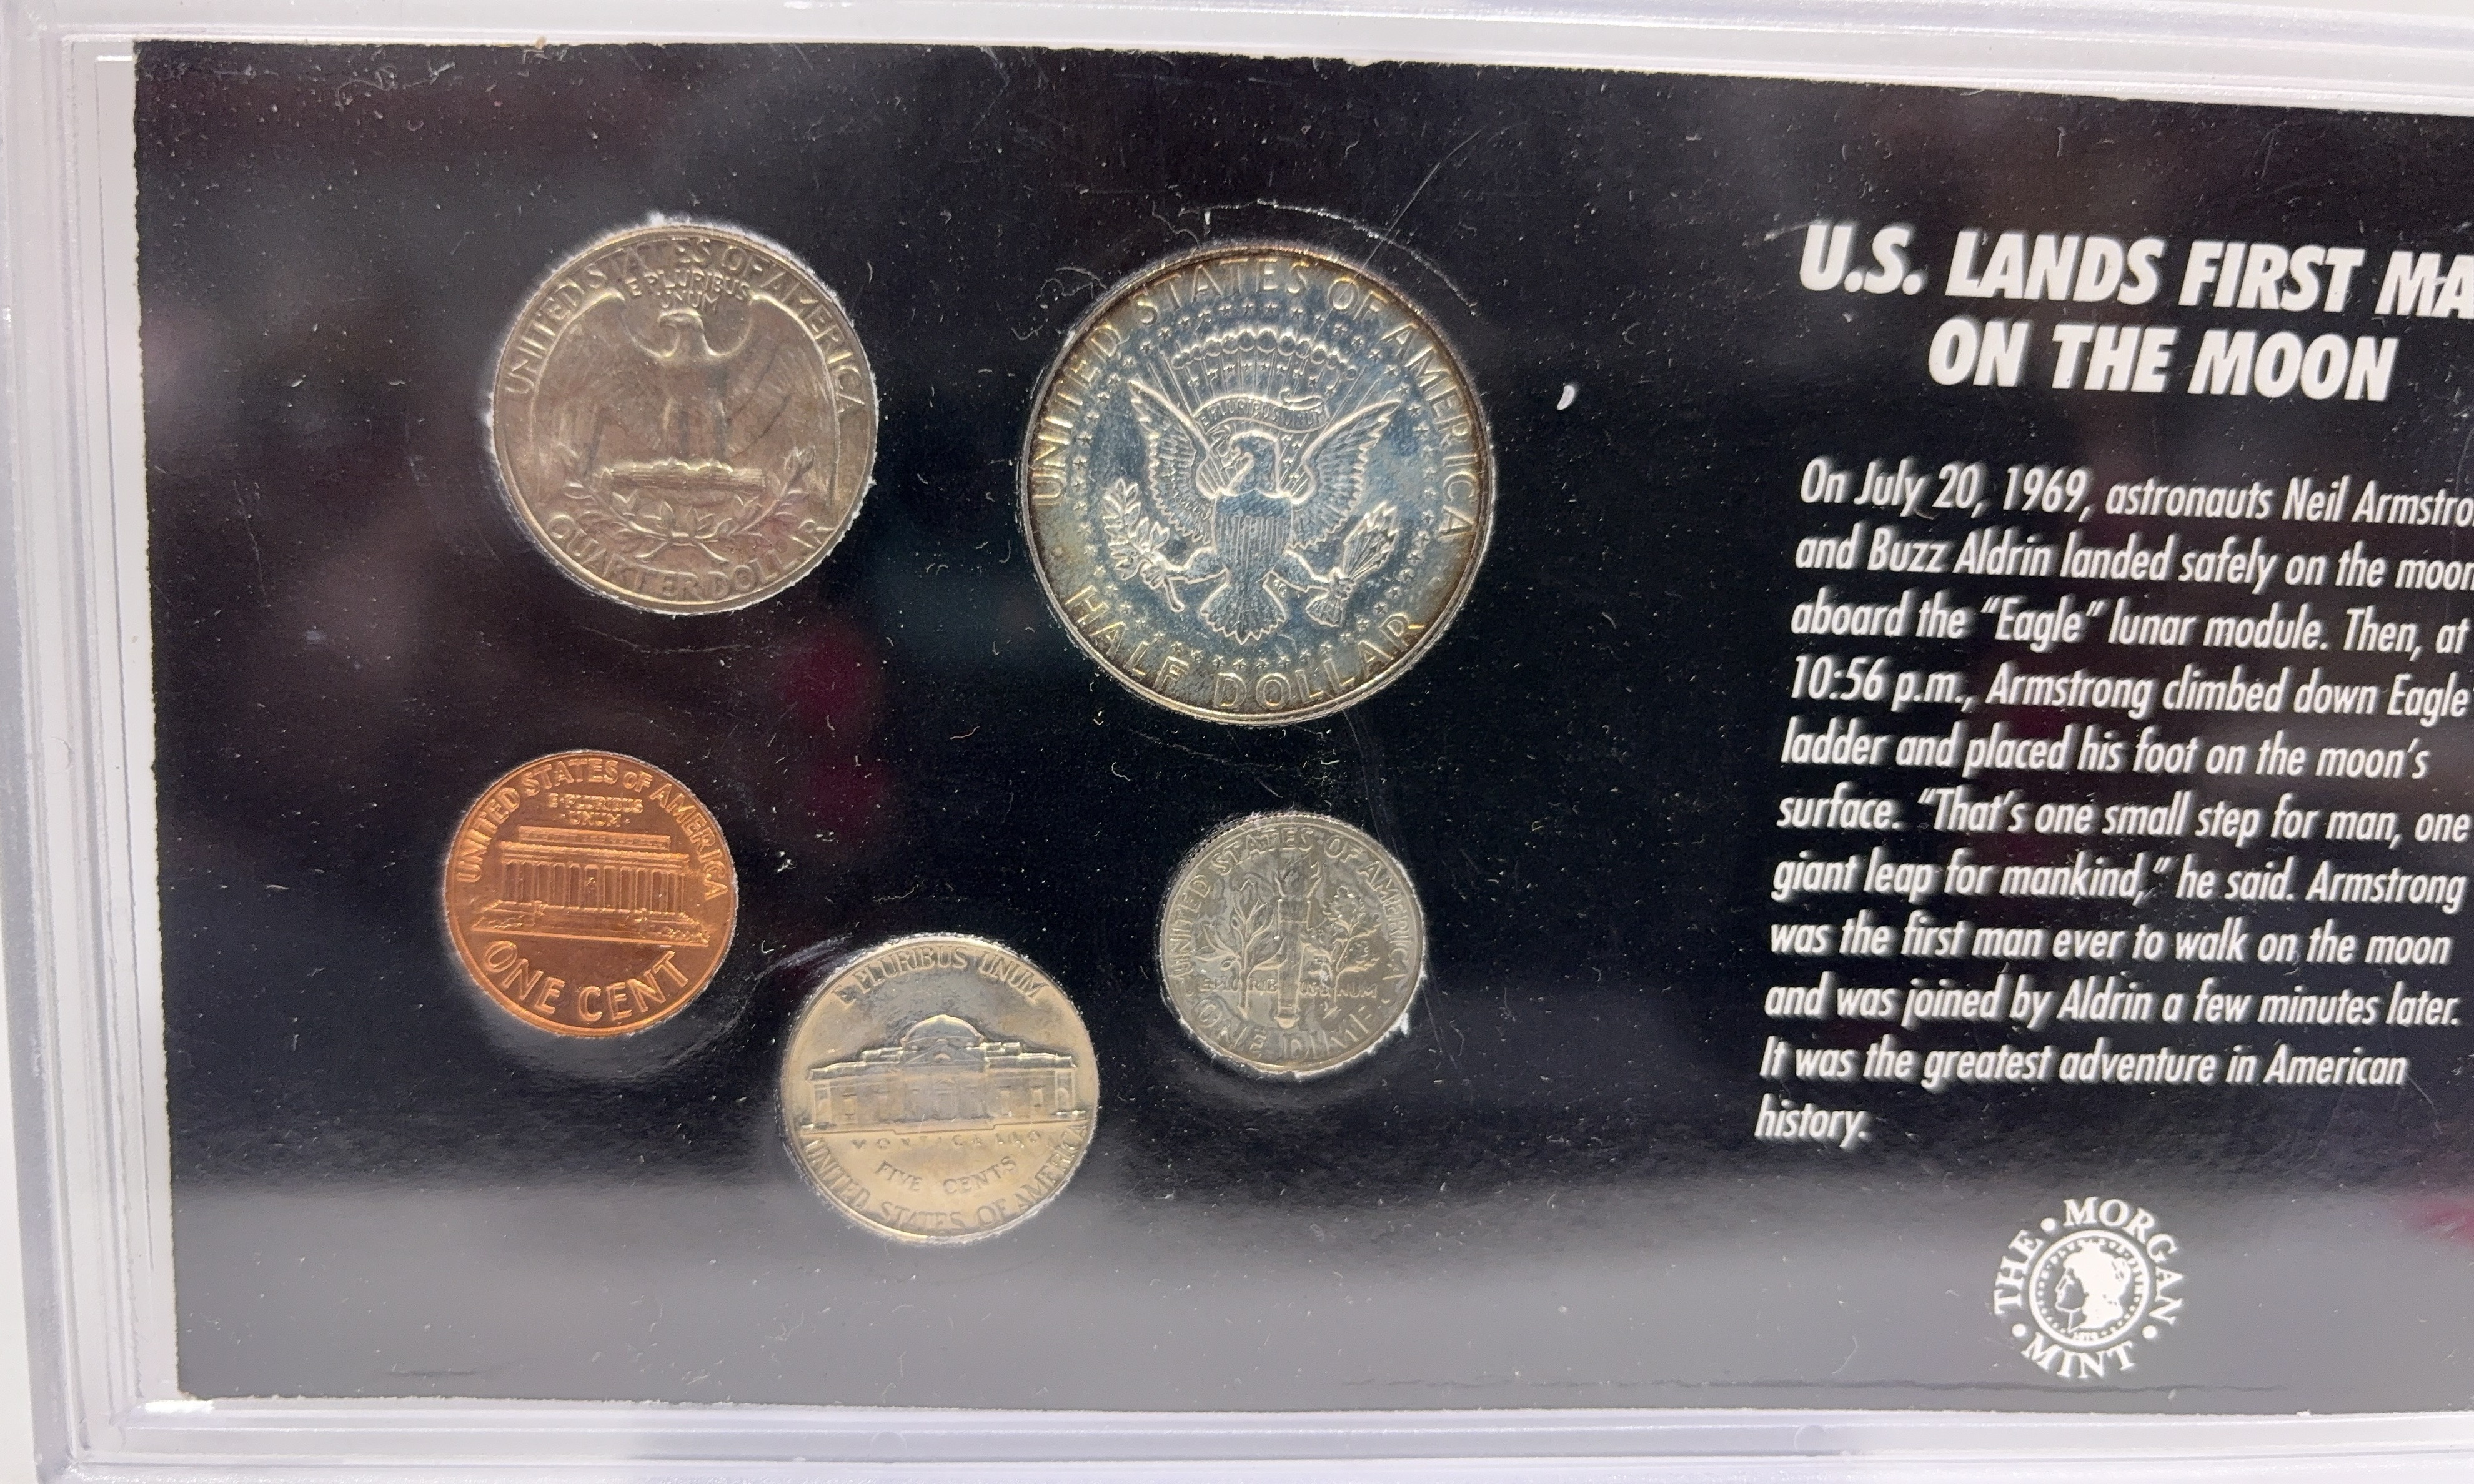 UNITED STATES OF AMERICA
E PLURIBUS
UNUM
QUARTER DOLLAR
UNITED STATES OF AMERICA
E PLURIBUS UNUM
HALF DOLLAR
UNITED STATES OF AMERICA
E·PLURIBUS
·UNUM·
ONE CENT
E PLURIBUS UNUM
MONTICELLO
FIVE CENTS
UNITED STATES OF AMERICA
UNITED STATES OF AMERICA
E PLURIBUS UNUM
ONE DIME
U.S. LANDS FIRST MA
ON THE MOON
On July 20, 1969, astronauts Neil Armstro
and Buzz Aldrin landed safely on the moon
aboard the “Eagle” lunar module. Then, at
10:56 p.m., Armstrong climbed down Eagle
ladder and placed his foot on the moon’s
surface. “That’s one small step for man, one
giant leap for mankind,” he said. Armstrong
was the first man ever to walk on the moon
and was joined by Aldrin a few minutes later.
It was the greatest adventure in American
history.
THE • MORGAN • MINT •